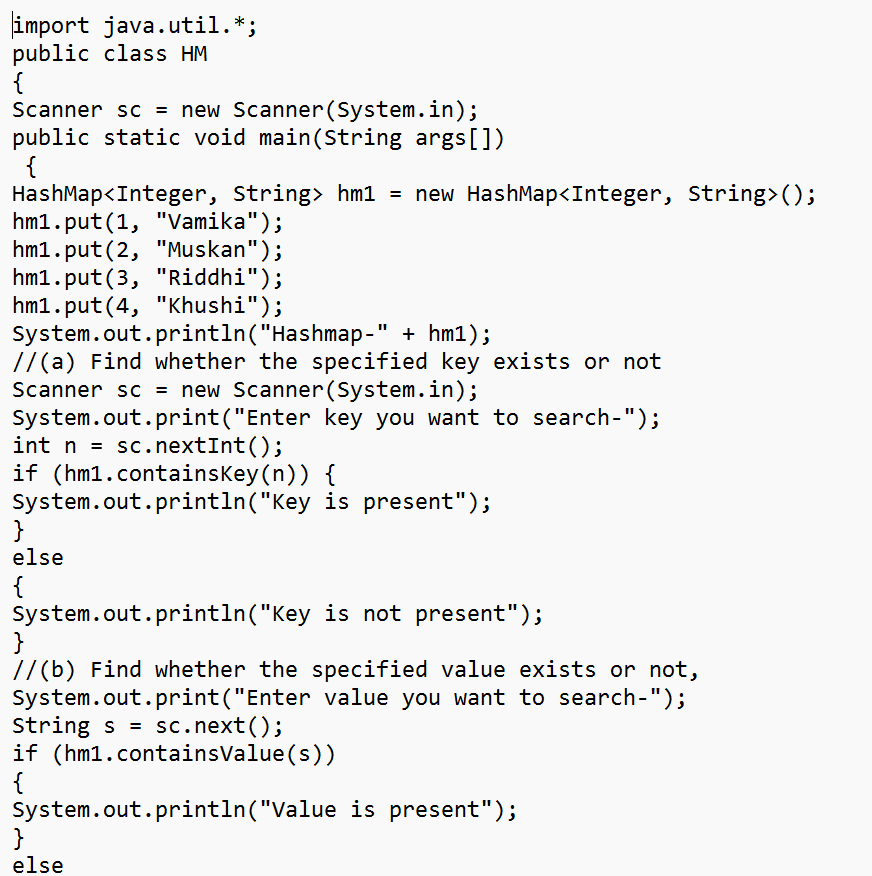 import java.util.*;
public class HM
{
Scanner sc = new Scanner(System.in);
public static void main(String args[])
{
HashMap<Integer, String> hm1 = new HashMap<Integer, String>();
hm1.put(1, "Vamika");
hm1.put(2, "Muskan");
hm1.put(3, "Riddhi");
hm1.put(4, "Khushi");
System.out.println("Hashmap-" + hm1);
//(a) Find whether the specified key exists or not
Scanner sc = new Scanner(System.in);
System.out.print("Enter key you want to search-");
int n = sc.nextInt();
if (hm1.containsKey(n)) {
System.out.println("Key is present");
}
else
{
System.out.println("Key is not present");
}
//(b) Find whether the specified value exists or not,
System.out.print("Enter value you want to search-");
String s = sc.next();
if (hm1.containsValue(s))
{
System.out.println("Value is present");
}
else